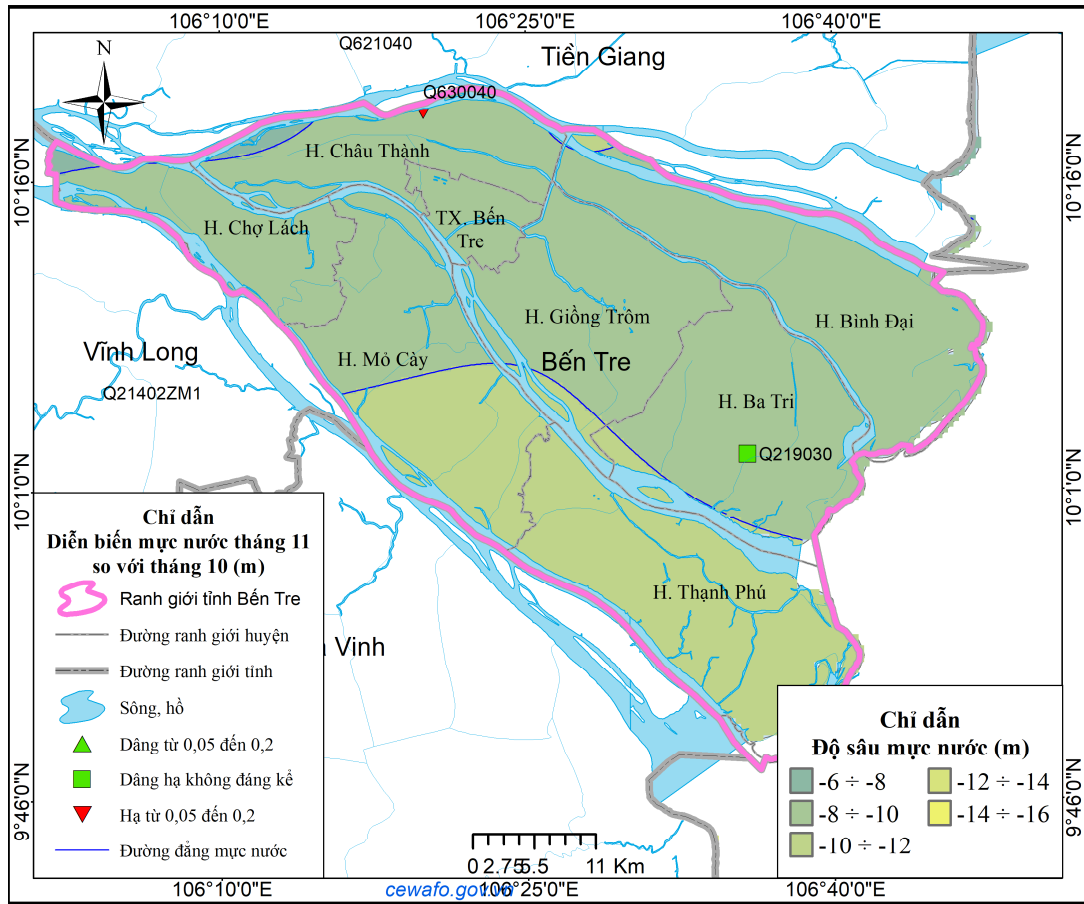 106°10'0"E
106°25'0"E
106°40'0"E
Q621040
Tiền Giang
N
Q630040
10°16'0"N
10°16'0"N
H. Châu Thành
H. Chợ Lách
TX. Bến
Tre
H. Giồng Trôm
H. Bình Đại
Vĩnh Long
H. Mỏ Cày
Bến Tre
Q21402ZM1
H. Ba Tri
Q219030
10°1'0"N
10°1'0"N
Chỉ dẫn
Diễn biến mực nước tháng 11
so với tháng 10 (m)
Ranh giới tỉnh Bến Tre
Đường ranh giới huyện
Đường ranh giới tỉnh
Sông, hồ
Dâng từ 0,05 đến 0,2
Dâng hạ không đáng kể
Hạ từ 0,05 đến 0,2
Đường đẳng mực nước
H. Thạnh Phú
Vinh
Chỉ dẫn
Độ sâu mực nước (m)
-6 ÷ -8
-8 ÷ -10
-10 ÷ -12
-12 ÷ -14
-14 ÷ -16
9°46'0"N
9°46'0"N
0 2.75 5.5 11 Km
106°10'0"E
106°25'0"E
106°40'0"E
cewafo.gov.vn